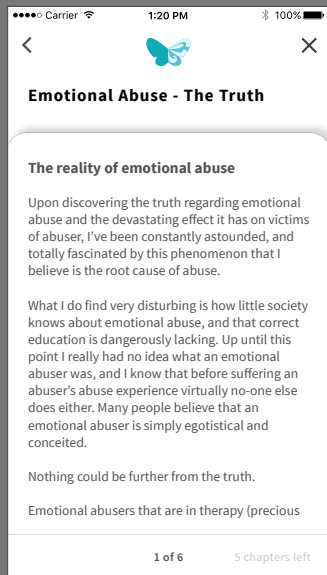 Carrier 1:20 PM 100%
Emotional Abuse - The Truth
The reality of emotional abuse
Upon discovering the truth regarding emotional
abuse and the devastating effect it has on victims
of abuser, I've been constantly astounded, and
totally fascinated by this phenomenon that I
believe is the root cause of abuse.
What I do find very disturbing is how little society
knows about emotional abuse, and that correct
education is dangerously lacking. Up until this
point I really had no idea what an emotional
abuser was, and I know that before suffering an
abuser's abuse experience virtually no-one else
does either. Many people believe that an
emotional abuser is simply egotistical and
conceited.
Nothing could be further from the truth.
Emotional abusers that are in therapy (precious
1 of 6 5 chapters left